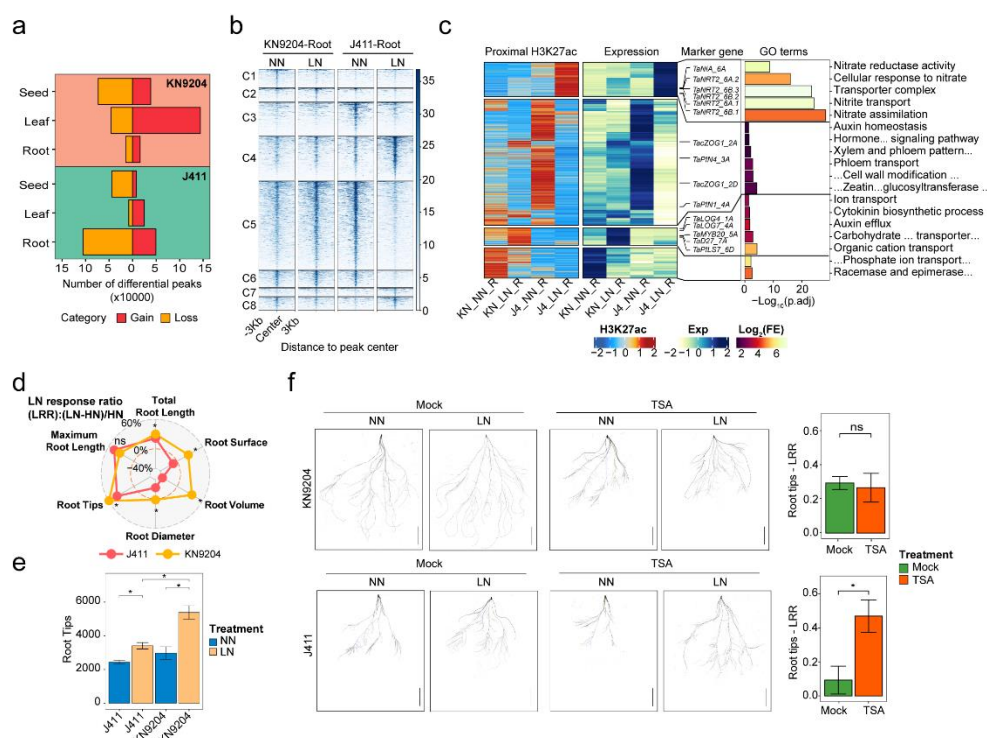 a
KN9204
Seed
Leaf
Root
J411
Seed
Leaf
Root
15 10 5 0 5 10 15
Number of differential peaks
(x10000)
Category Gain Loss
b
KN9204-Root J411-Root
NN LN NN LN
C1
C2
C3
C4
C5
C6
C7
C8
35
30
25
20
15
10
5
0
-3Kb
Center
3Kb
Distance to peak center
c
Proximal H3K27ac Expression Marker gene GO terms
TaNIA_6A
TaNRT2_6A.2
TaNRT2_6B.3
TaNRT2_6B.2
TaNRT2_6A.1
TaNRT2_6B.1
TacZOG1_2A
TaPIN4_3A
TacZOG1_2D
TaPIN1_4A
TaLOG4_1A
TaLOG7_4A
TaMYB20_5A
TaD27_7A
TaPILS7_6D
Nitrate reductase activity
Cellular response to nitrate
Transporter complex
Nitrite transport
Nitrate assimilation
Auxin homeostasis
Hormone... signaling pathway
Xylem and phloem pattern...
Phloem transport
...Cell wall modification ...
...Zeatin...glucosyltransferase ..
Ion transport
Cytokinin biosynthetic process
Auxin efflux
Carbohydrate ... transporter...
Organic cation transport
...Phosphate ion transport...
Racemase and epimerase...
KN_NN_R
KN_LN_R
J4_NN_R
J4_LN_R
KN_NN_R
KN_LN_R
J4_NN_R
J4_LN_R
0 10 20
−Log10(p.adj)
H3K27ac Exp Log2(FE)
−2 −1 0 1 2 −2 −1 0 1 2 2 4 6
d
LN response ratio
(LRR):(LN-HN)/HN
Total
Root Length
60%
*
Maximum
Root Length
ns
0%
−40%
Root Surface
*
Root Tips
*
Root Volume
*
*
Root Diameter
J411 KN9204
e
Root Tips
6000
4000
2000
0
*
*
*
J411
J411
KN9204
KN9204
Treatment
NN
LN
f
Mock TSA
NN LN NN LN
KN9204
Mock TSA
NN LN NN LN
J411
Root tips - LRR
0.6
0.4
0.2
0.0
ns
Mock TSA
Treatment
Mock
TSA
Root tips - LRR
0.6
0.4
0.2
0.0
*
Mock TSA